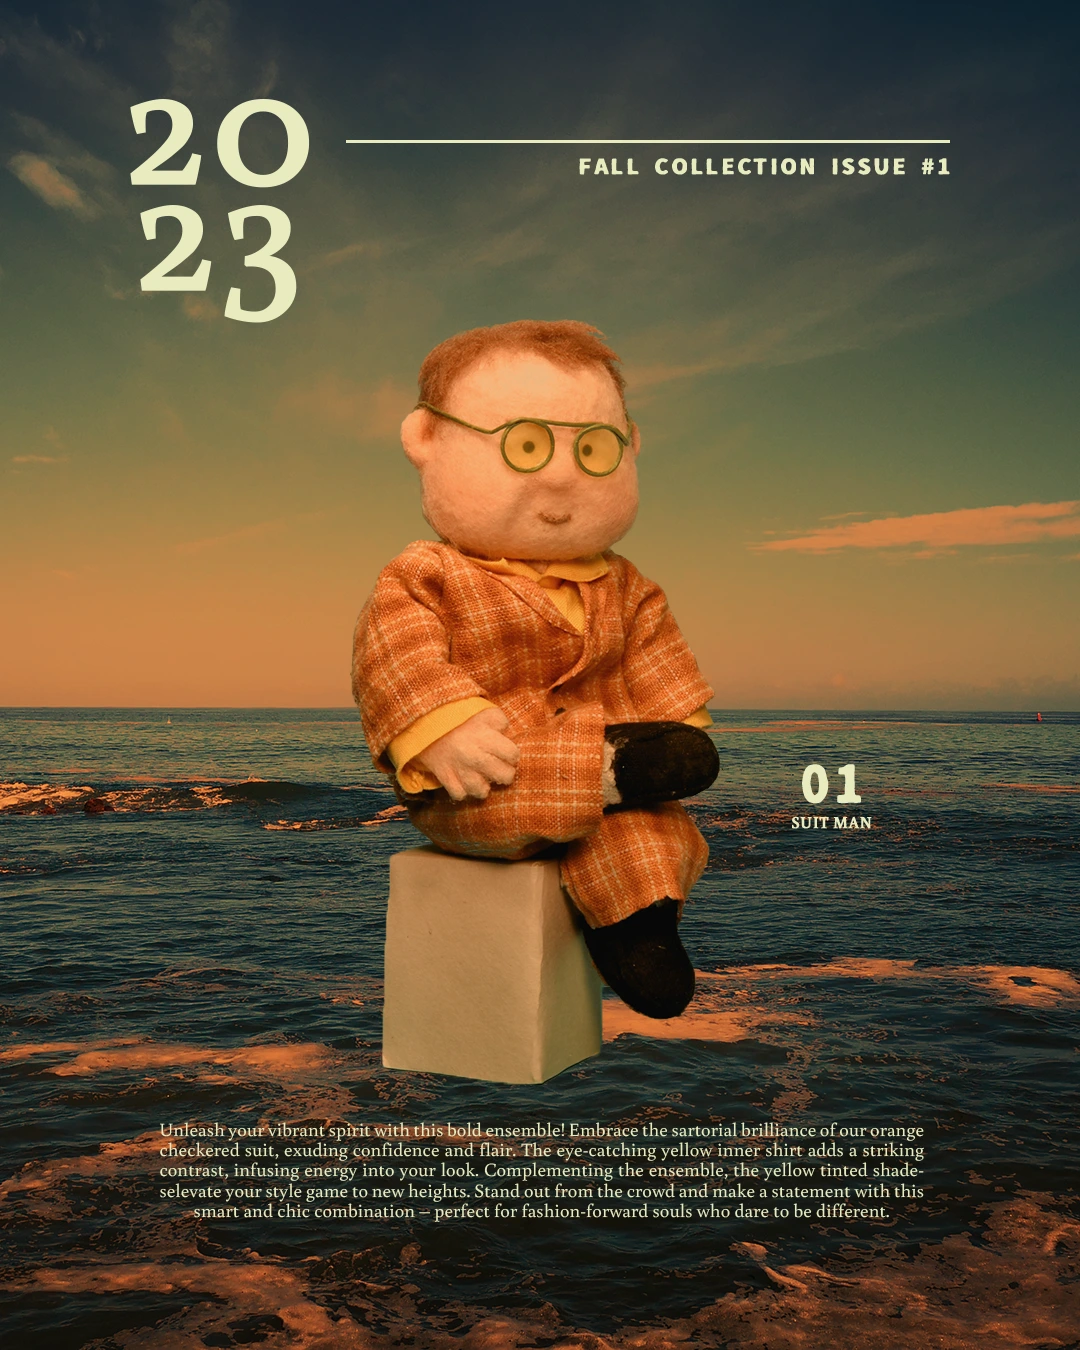 20
23
FALL COLLECTION ISSUE #1
01
SUIT MAN
Unleash your vibrant spirit with this bold ensemble! Embrace the sartorial brilliance of our orange
checkered suit, exuding confidence and flair. The eye-catching yellow inner shirt adds a striking
contrast, infusing energy into your look. Complementing the ensemble, the yellow tinted shade-
selevate your style game to new heights. Stand out from the crowd and make a statement with this
smart and chic combination – perfect for fashion-forward souls who dare to be different.